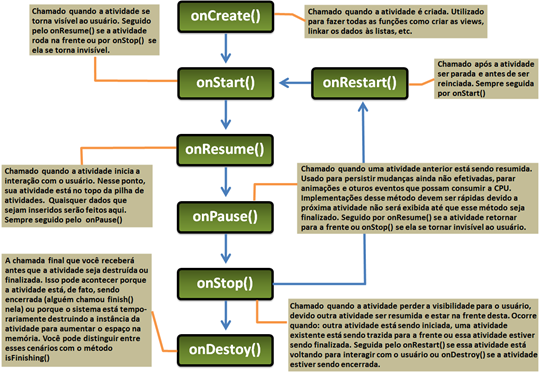 onCreate()
Chamado quando a atividade é criada. Utilizado
para fazer todas as funções como criar as views,
linkar os dados às listas, etc.
Chamado quando a atividade se
torna vísivel ao usuário. Seguido
pelo onResume() se a atividade
roda na frente ou por onStop() se
ela se torna invisível.
onStart()
onRestart()
Chamado após a atividade
ser parada e antes de ser
reinciada. Sempre seguida
por onStart()
onResume()
Chamado quando a atividade inicia a
interação com o usuário. Nesse ponto,
sua atividade está no topo da pilha de
atividades. Quaisquer dados que
sejam inseridos serão feitos aqui.
Sempre seguido pelo onPause()
onPause()
Chamado quando uma atividade anterior está sendo resumida.
Usado para persistir mudanças ainda não efetivadas, parar
animações e oturos eventos que possam consumir a CPU.
Implementações desse método devem ser rápidas devido a
próxima atividade não será exibida até que esse método seja
finalizado. Seguido por onResume() se a atividade retornar
para a frente ou onStop() se ela se tornar invisível ao usuário.
onStop()
A chamada final que você receberá
antes que a atividade seja destruída ou
finalizada. Isso pode acontecer porque
a atividade está, de fato, sendo
encerrada (alguém chamou finish()
nela) ou porque o sistema está tempo-
rariamente destruindo a instância da
atividade para aumentar o espaço na
memória. Você pode distinguir entre
esses cenários com o método
isFinishing()
Chamado quando a atividade perder a visibilidade para o usuário,
devido outra atividade ser resumida e estar na frente desta. Ocorre
quando: outra atividade está sendo iniciada, uma atividade
existente está sendo trazida para a frente ou essa atividade estiver
sendo finalizada. Seguida pelo onRestart() se essa atividade está
voltando para interagir com o usuário ou onDestoy() se a atividade
estiver sendo encerrada.
onDestoy()